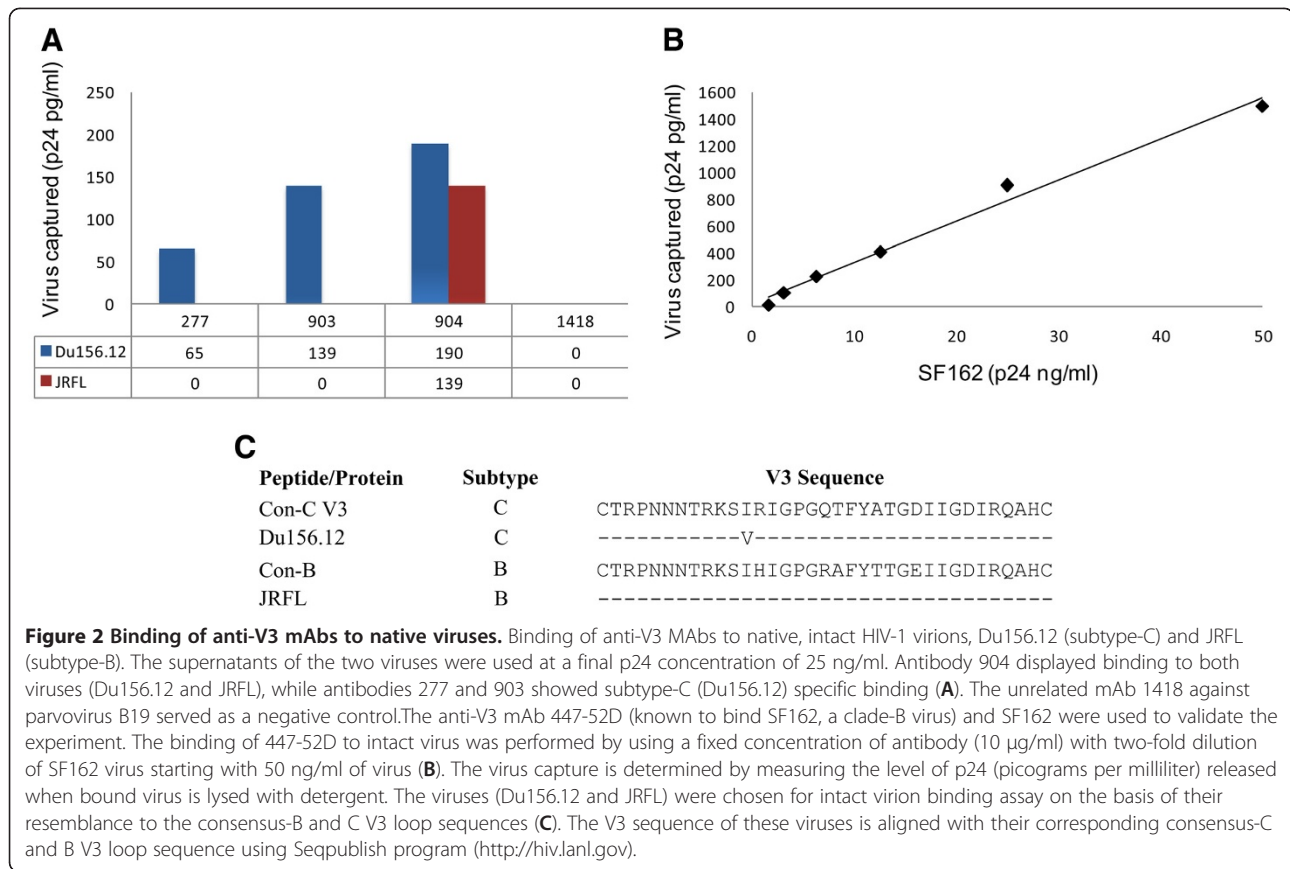 A
Virus captured (p24 pg/ml)
250
200
150
100
50
0
277 903 904 1418
Du156.12 65 139 190 0
JRFL 0 0 139 0
B
Virus captured (p24 pg/ml)
1600
1400
1200
1000
800
600
400
200
0
0 10 20 30 40 50
SF162 (p24 ng/ml)
C
Peptide/Protein Subtype V3 Sequence
Con-C V3 C CTRPNNNTRKSIRIGPGQTFYATGDIIGDIRQAHC
Du156.12 C -----------V-----------------------
Con-B B CTRPNNNTRKSIHIGPGRAFYTTGEIIGDIRQAHC
JRFL B -----------------------------------
Figure 2 Binding of anti-V3 mAbs to native viruses. Binding of anti-V3 MAbs to native, intact HIV-1 virions, Du156.12 (subtype-C) and JRFL
(subtype-B). The supernatants of the two viruses were used at a final p24 concentration of 25 ng/ml. Antibody 904 displayed binding to both
viruses (Du156.12 and JRFL), while antibodies 277 and 903 showed subtype-C (Du156.12) specific binding (A). The unrelated mAb 1418 against
parvovirus B19 served as a negative control.The anti-V3 mAb 447-52D (known to bind SF162, a clade-B virus) and SF162 were used to validate the
experiment. The binding of 447-52D to intact virus was performed by using a fixed concentration of antibody (10 μg/ml) with two-fold dilution
of SF162 virus starting with 50 ng/ml of virus (B). The virus capture is determined by measuring the level of p24 (picograms per milliliter) released
when bound virus is lysed with detergent. The viruses (Du156.12 and JRFL) were chosen for intact virion binding assay on the basis of their
resemblance to the consensus-B and C V3 loop sequences (C). The V3 sequence of these viruses is aligned with their corresponding consensus-C
and B V3 loop sequence using Seqpublish program (http://hiv.lanl.gov).